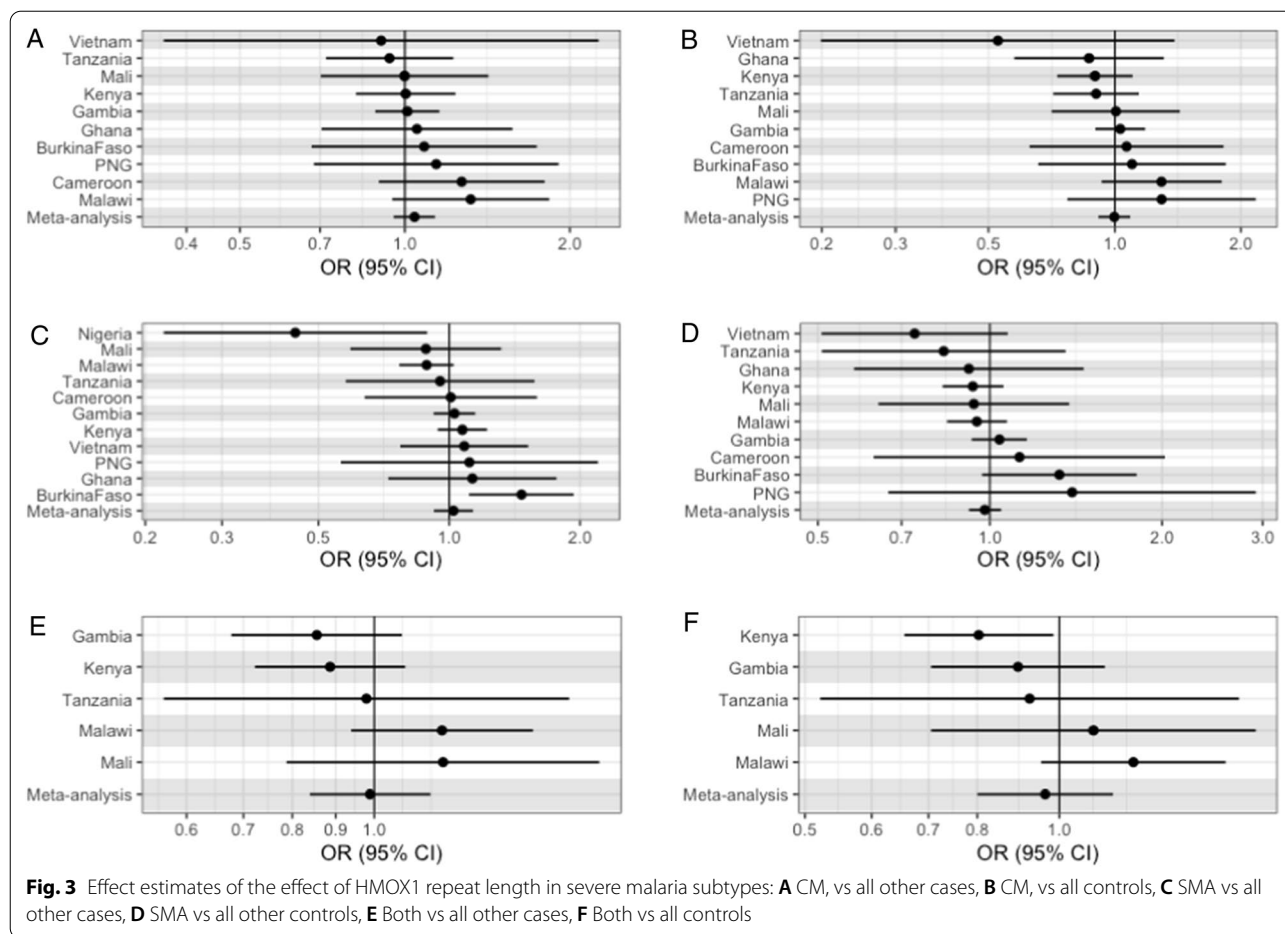 A
Vietnam
Tanzania
Mali
Kenya
Gambia
Ghana
BurkinaFaso
PNG
Cameroon
Malawi
Meta-analysis
0.4 0.5 0.7 1.0 2.0
OR (95% CI)
B
Vietnam
Ghana
Kenya
Tanzania
Mali
Gambia
Cameroon
BurkinaFaso
Malawi
PNG
Meta-analysis
0.2 0.3 0.5 1.0 2.0
OR (95% CI)
C
Nigeria
Mali
Malawi
Tanzania
Cameroon
Gambia
Kenya
Vietnam
PNG
Ghana
BurkinaFaso
Meta-analysis
0.2 0.3 0.5 1.0 2.0
OR (95% CI)
D
Vietnam
Tanzania
Ghana
Kenya
Mali
Malawi
Gambia
Cameroon
BurkinaFaso
PNG
Meta-analysis
0.5 0.7 1.0 2.0 3.0
OR (95% CI)
E
Gambia
Kenya
Tanzania
Malawi
Mali
Meta-analysis
0.6 0.7 0.8 0.9 1.0
OR (95% CI)
F
Kenya
Gambia
Tanzania
Mali
Malawi
Meta-analysis
0.5 0.6 0.7 0.8 1.0
OR (95% CI)
Fig. 3 Effect estimates of the effect of HMOX1 repeat length in severe malaria subtypes: A CM, vs all other cases, B CM, vs all controls, C SMA vs all
other cases, D SMA vs all other controls, E Both vs all other cases, F Both vs all controls